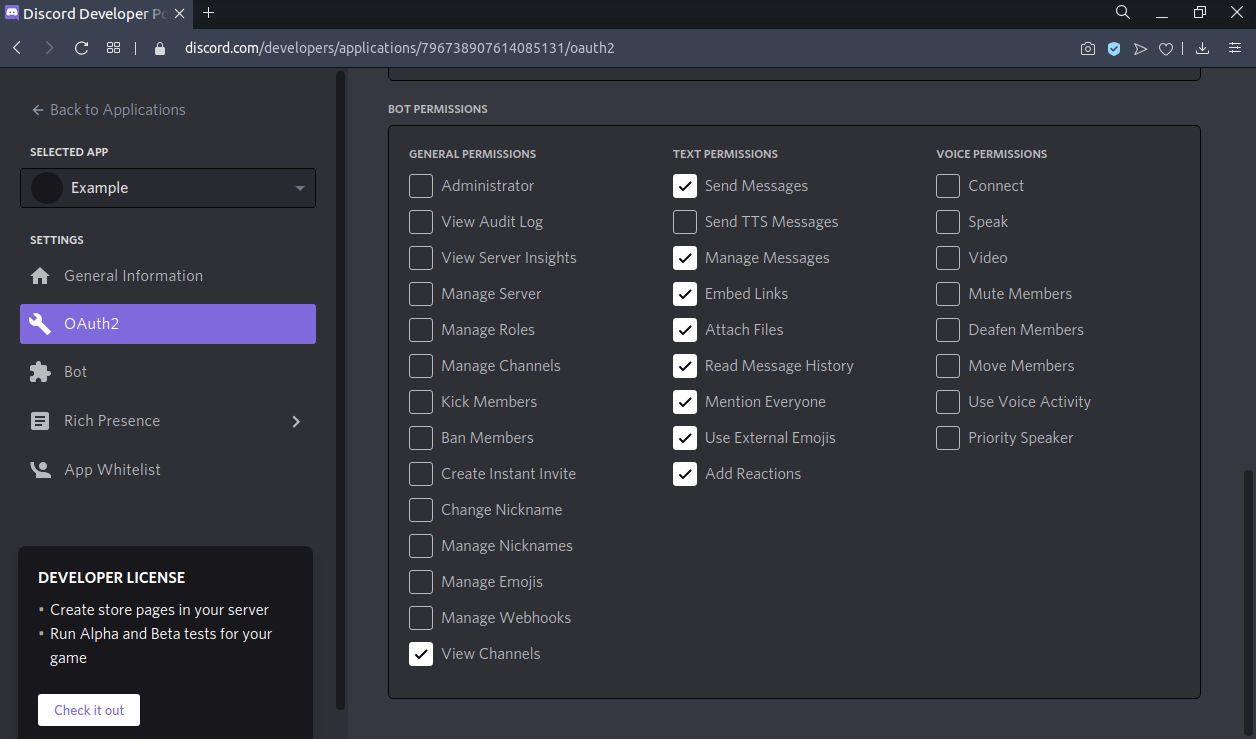 Discord Developer Po
discord.com/developers/applications/796738907614085131/oauth2
Back to Applications
SELECTED APP
Example
SETTINGS
General Information
OAuth2
Bot
Rich Presence
App Whitelist
DEVELOPER LICENSE
• Create store pages in your server
• Run Alpha and Beta tests for your
game
Check it out
BOT PERMISSIONS
GENERAL PERMISSIONS
Administrator
View Audit Log
View Server Insights
Manage Server
Manage Roles
Manage Channels
Kick Members
Ban Members
Create Instant Invite
Change Nickname
Manage Nicknames
Manage Emojis
Manage Webhooks
View Channels
TEXT PERMISSIONS
Send Messages
Send TTS Messages
Manage Messages
Embed Links
Attach Files
Read Message History
Mention Everyone
Use External Emojis
Add Reactions
VOICE PERMISSIONS
Connect
Speak
Video
Mute Members
Deafen Members
Move Members
Use Voice Activity
Priority Speaker